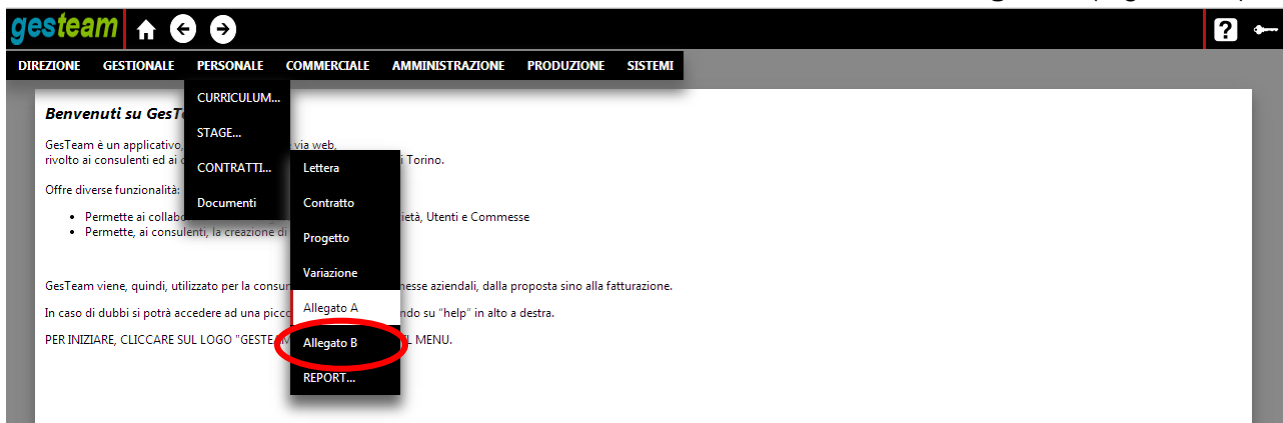 gesteam
?
DIREZIONE GESTIONALE PERSONALE COMMERCIALE AMMINISTRAZIONE PRODUZIONE SISTEMI
CURRICULUM...
STAGE...
CONTRATTI...
Documenti
Lettera
Contratto
Progetto
Variazione
Allegato A
Allegato B
REPORT...
Benvenuti su GesT
GesTeam è un applicativo, via web,
rivolto ai consulenti ed ai i Torino.
Offre diverse funzionalità:
Permette ai collabo ietà, Utenti e Commesse
Permette, ai consulenti, la creazione di
GesTeam viene, quindi, utilizzato per la consu messe aziendali, dalla proposta sino alla fatturazione.
In caso di dubbi si potrà accedere ad una picco ndo su "help" in alto a destra.
PER INIZIARE, CLICCARE SUL LOGO "GESTEA L MENU.